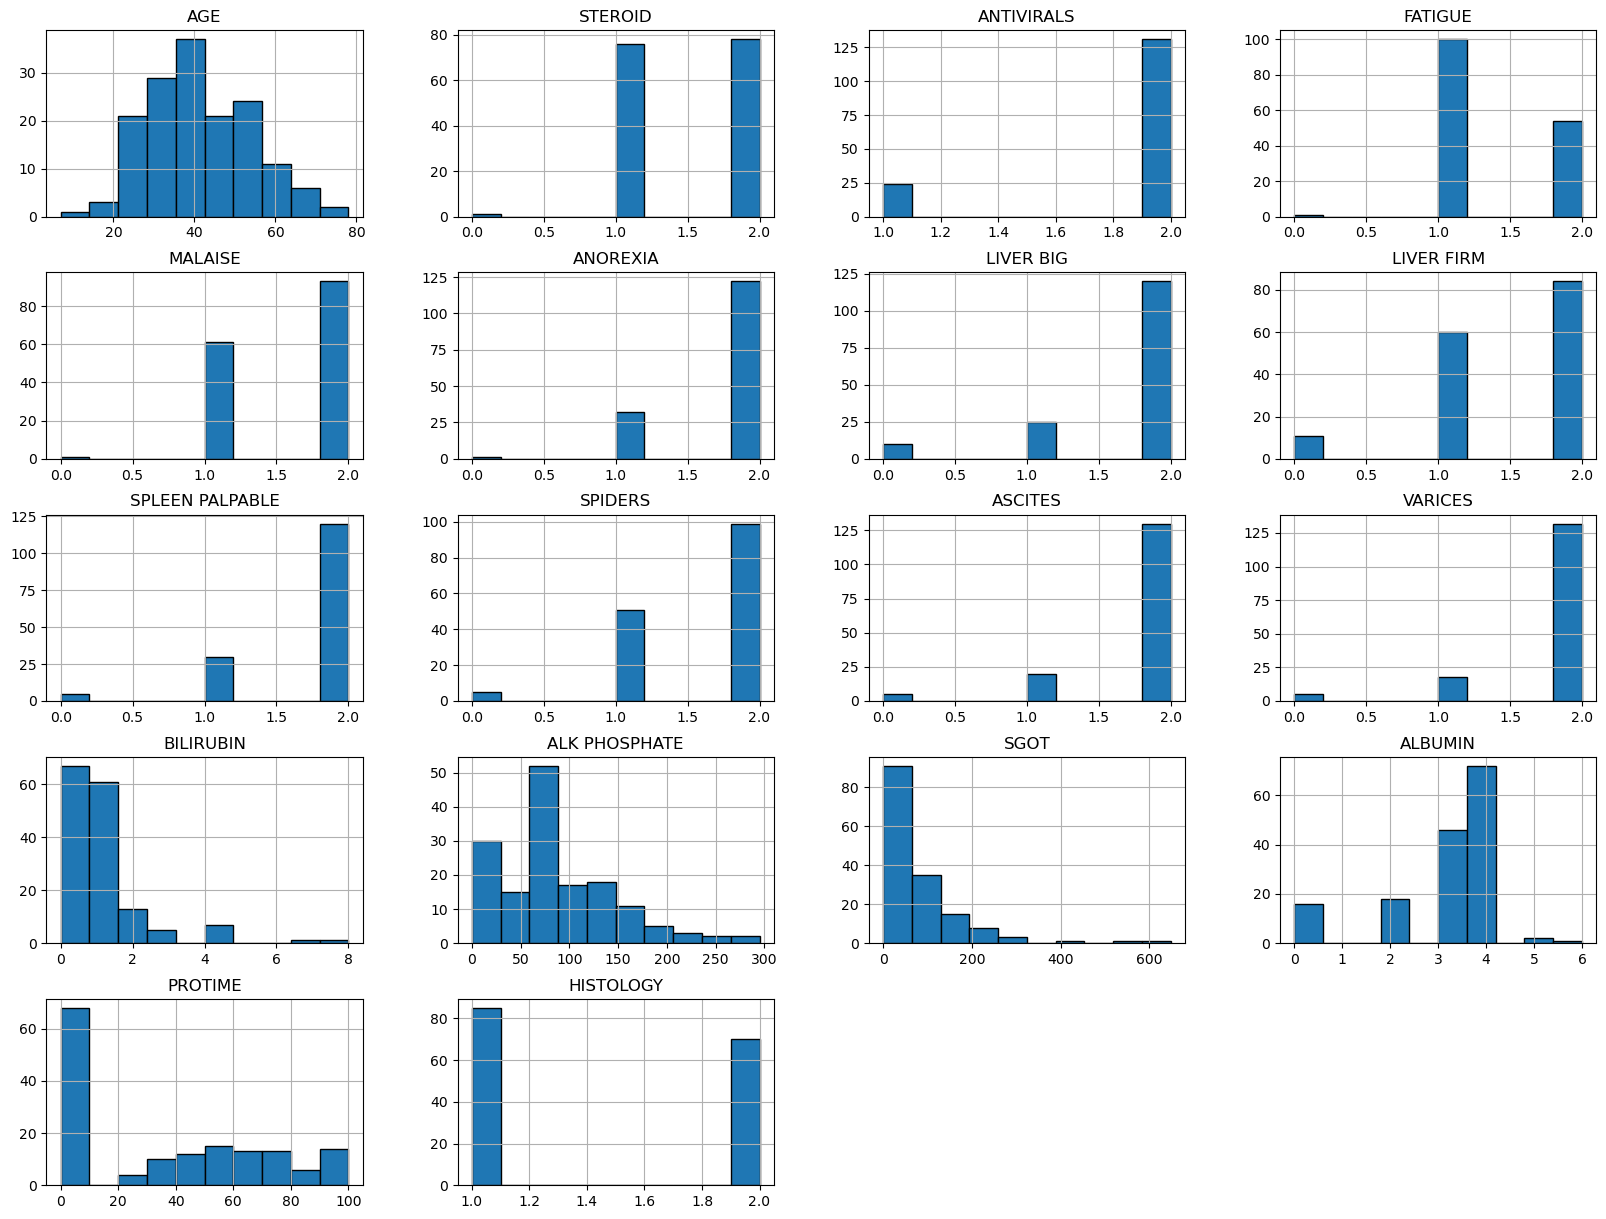 AGE STEROID ANTIVIRALS FATIGUE
30 20 10 0
20 40 60 80
80 60 40 20 0
0.0 0.5 1.0 1.5 2.0
125 100 75 50 25 0
1.0 1.2 1.4 1.6 1.8 2.0
100 80 60 40 20 0
0.0 0.5 1.0 1.5 2.0
MALAISE ANOREXIA LIVER BIG LIVER FIRM
80 60 40 20 0
0.0 0.5 1.0 1.5 2.0
125 100 75 50 25 0
0.0 0.5 1.0 1.5 2.0
125 100 75 50 25 0
0.0 0.5 1.0 1.5 2.0
80 60 40 20 0
0.0 0.5 1.0 1.5 2.0
SPLEEN PALPABLE SPIDERS ASCITES VARICES
125 100 75 50 25 0
0.0 0.5 1.0 1.5 2.0
100 80 60 40 20 0
0.0 0.5 1.0 1.5 2.0
125 100 75 50 25 0
0.0 0.5 1.0 1.5 2.0
125 100 75 50 25 0
0.0 0.5 1.0 1.5 2.0
BILIRUBIN ALK PHOSPHATE SGOT ALBUMIN
60 40 20 0
0 2 4 6 8
50 40 30 20 10 0
0 50 100 150 200 250 300
80 60 40 20 0
0 200 400 600
60 40 20 0
0 1 2 3 4 5 6
PROTIME HISTOLOGY
60 40 20 0
0 20 40 60 80 100
80 60 40 20 0
1.0 1.2 1.4 1.6 1.8 2.0